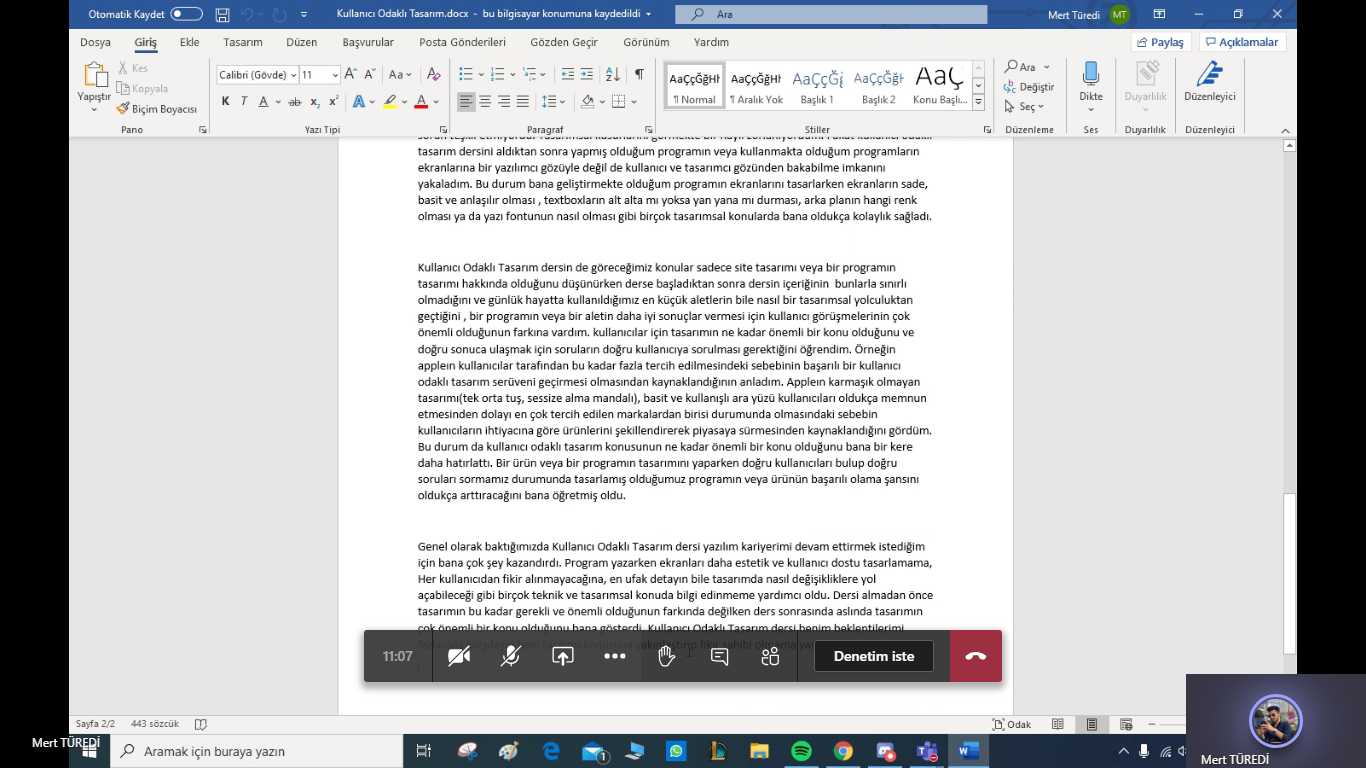 Otomatik Kaydet
Kullanıcı Odaklı Tasarım.docx - bu bilgisayar konumuna kaydedildi
Ara
Mert Türedi
MT
Dosya Giriş Ekle Tasarım Düzen Başvurular Posta Gönderileri Gözden Geçir Görünüm Yardım
Paylaş
Açıklamalar
Yapıştır
Kes
Kopyala
Biçim Boyacısı
Pano
Calibri (Gövde) 11
K T A ab x₂ x²
Yazı Tipi
Paragraf
AaÇçĞğHł AaÇçĞğHł AaÇçĞğ AaÇçĞğH AaÇ
¶ Normal ¶ Aralık Yok Başlık 1 Başlık 2 Konu Başlı...
Stiller
Ara
Değiştir
Seç
Düzenleme
Dikte
Ses
Duyarlılık
Duyarlılık
Düzenleyici
Düzenleyici
tasarım dersini aldıktan sonra yapmış olduğum programın veya kullanmakta olduğum programların
ekranlarına bir yazılımcı gözüyle değil de kullanıcı ve tasarımcı gözünden bakabilme imkanını
yakaladım. Bu durum bana geliştirmekte olduğum programın ekranlarını tasarlarken ekranların sade,
basit ve anlaşılır olması , textboxların alt alta mı yoksa yan yana mı durması, arka planın hangi renk
olması ya da yazı fontunun nasıl olması gibi birçok tasarımsal konularda bana oldukça kolaylık sağladı.
Kullanıcı Odaklı Tasarım dersin de göreceğimiz konular sadece site tasarımı veya bir programın
tasarımı hakkında olduğunu düşünürken derse başladıktan sonra dersin içeriğinin bunlarla sınırlı
olmadığını ve günlük hayatta kullanıldığımız en küçük aletlerin bile nasıl bir tasarımsal yolculuktan
geçtiğini , bir programın veya bir aletin daha iyi sonuçlar vermesi için kullanıcı görüşmelerinin çok
önemli olduğunun farkına vardım. kullanıcılar için tasarımın ne kadar önemli bir konu olduğunu ve
doğru sonuca ulaşmak için soruların doğru kullanıcıya sorulması gerektiğini öğrendim. Örneğin
appleın kullanıcılar tarafından bu kadar fazla tercih edilmesindeki sebebinin başarılı bir kullanıcı
odaklı tasarım serüveni geçirmesi olmasından kaynaklandığının anladım. Appleın karmaşık olmayan
tasarımı(tek orta tuş, sessize alma mandalı), basit ve kullanışlı ara yüzü kullanıcıları oldukça memnun
etmesinden dolayı en çok tercih edilen markalardan birisi durumunda olmasındaki sebebin
kullanıcıların ihtiyacına göre ürünlerini şekillendirerek piyasaya sürmesinden kaynaklandığını gördüm.
Bu durum da kullanıcı odaklı tasarım konusunun ne kadar önemli bir konu olduğunu bana bir kere
daha hatırlattı. Bir ürün veya bir programın tasarımını yaparken doğru kullanıcıları bulup doğru
soruları sormamız durumunda tasarlamış olduğumuz programın veya ürünün başarılı olama şansını
oldukça arttıracağını bana öğretmiş oldu.
Genel olarak baktığımızda Kullanıcı Odaklı Tasarım dersi yazılım kariyerimi devam ettirmek istediğim
için bana çok şey kazandırdı. Program yazarken ekranları daha estetik ve kullanıcı dostu tasarlamama,
Her kullanıcıdan fikir alınmayacağına, en ufak detayın bile tasarımda nasıl değişikliklere yol
açabileceği gibi birçok teknik ve tasarımsal konuda bilgi edinmeme yardımcı oldu. Dersi almadan önce
tasarımın bu kadar gerekli ve önemli olduğunun farkında değilken ders sonrasında aslında tasarımın
çok önemli bir konu olduğunu bana gösterdi. Kullanıcı Odaklı Tasarım dersi benim beklentilerimi
11:07
Denetim iste
Sayfa 2/2 443 sözcük
Odak
Mert TÜREDİ
Aramak için buraya yazın
1
Mert TÜREDİ